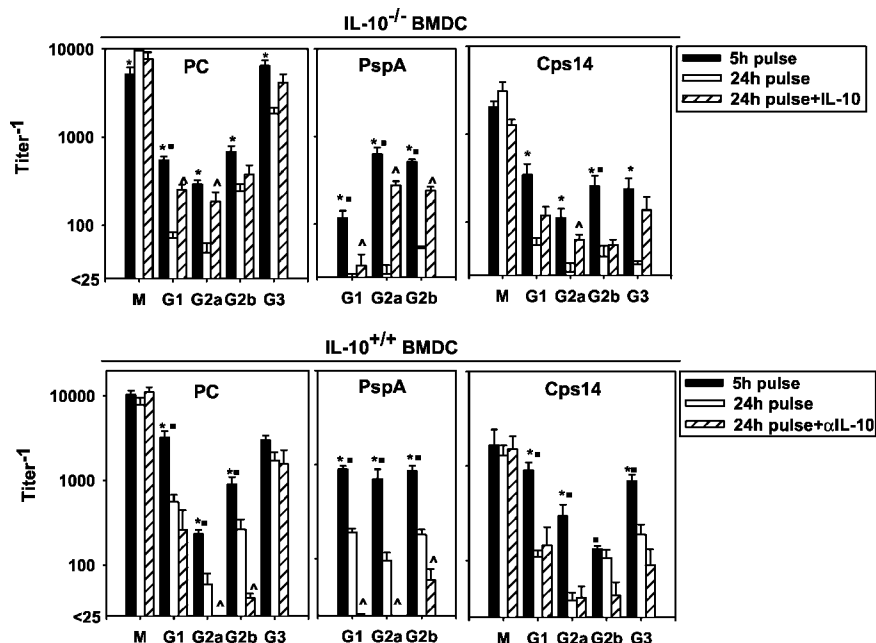 IL-10-/- BMDC
PC
PspA
Cps14
5h pulse
24h pulse
24h pulse+IL-10
Titer-1
10000
1000
100
<25
* * ■ * * *
^ ^
* ■ * ■ * ■
^ ^ ^
* * * ■ *
^
M G1 G2a G2b G3
G1 G2a G2b
M G1 G2a G2b G3
IL-10+/+ BMDC
PC
PspA
Cps14
5h pulse
24h pulse
24h pulse+αIL-10
Titer-1
10000
1000
100
<25
* ■ * ■ * ■
^ ^
* ■ * ■ * ■
^ ^ ^
* ■ * ■ ■ * ■
M G1 G2a G2b G3
G1 G2a G2b
M G1 G2a G2b G3